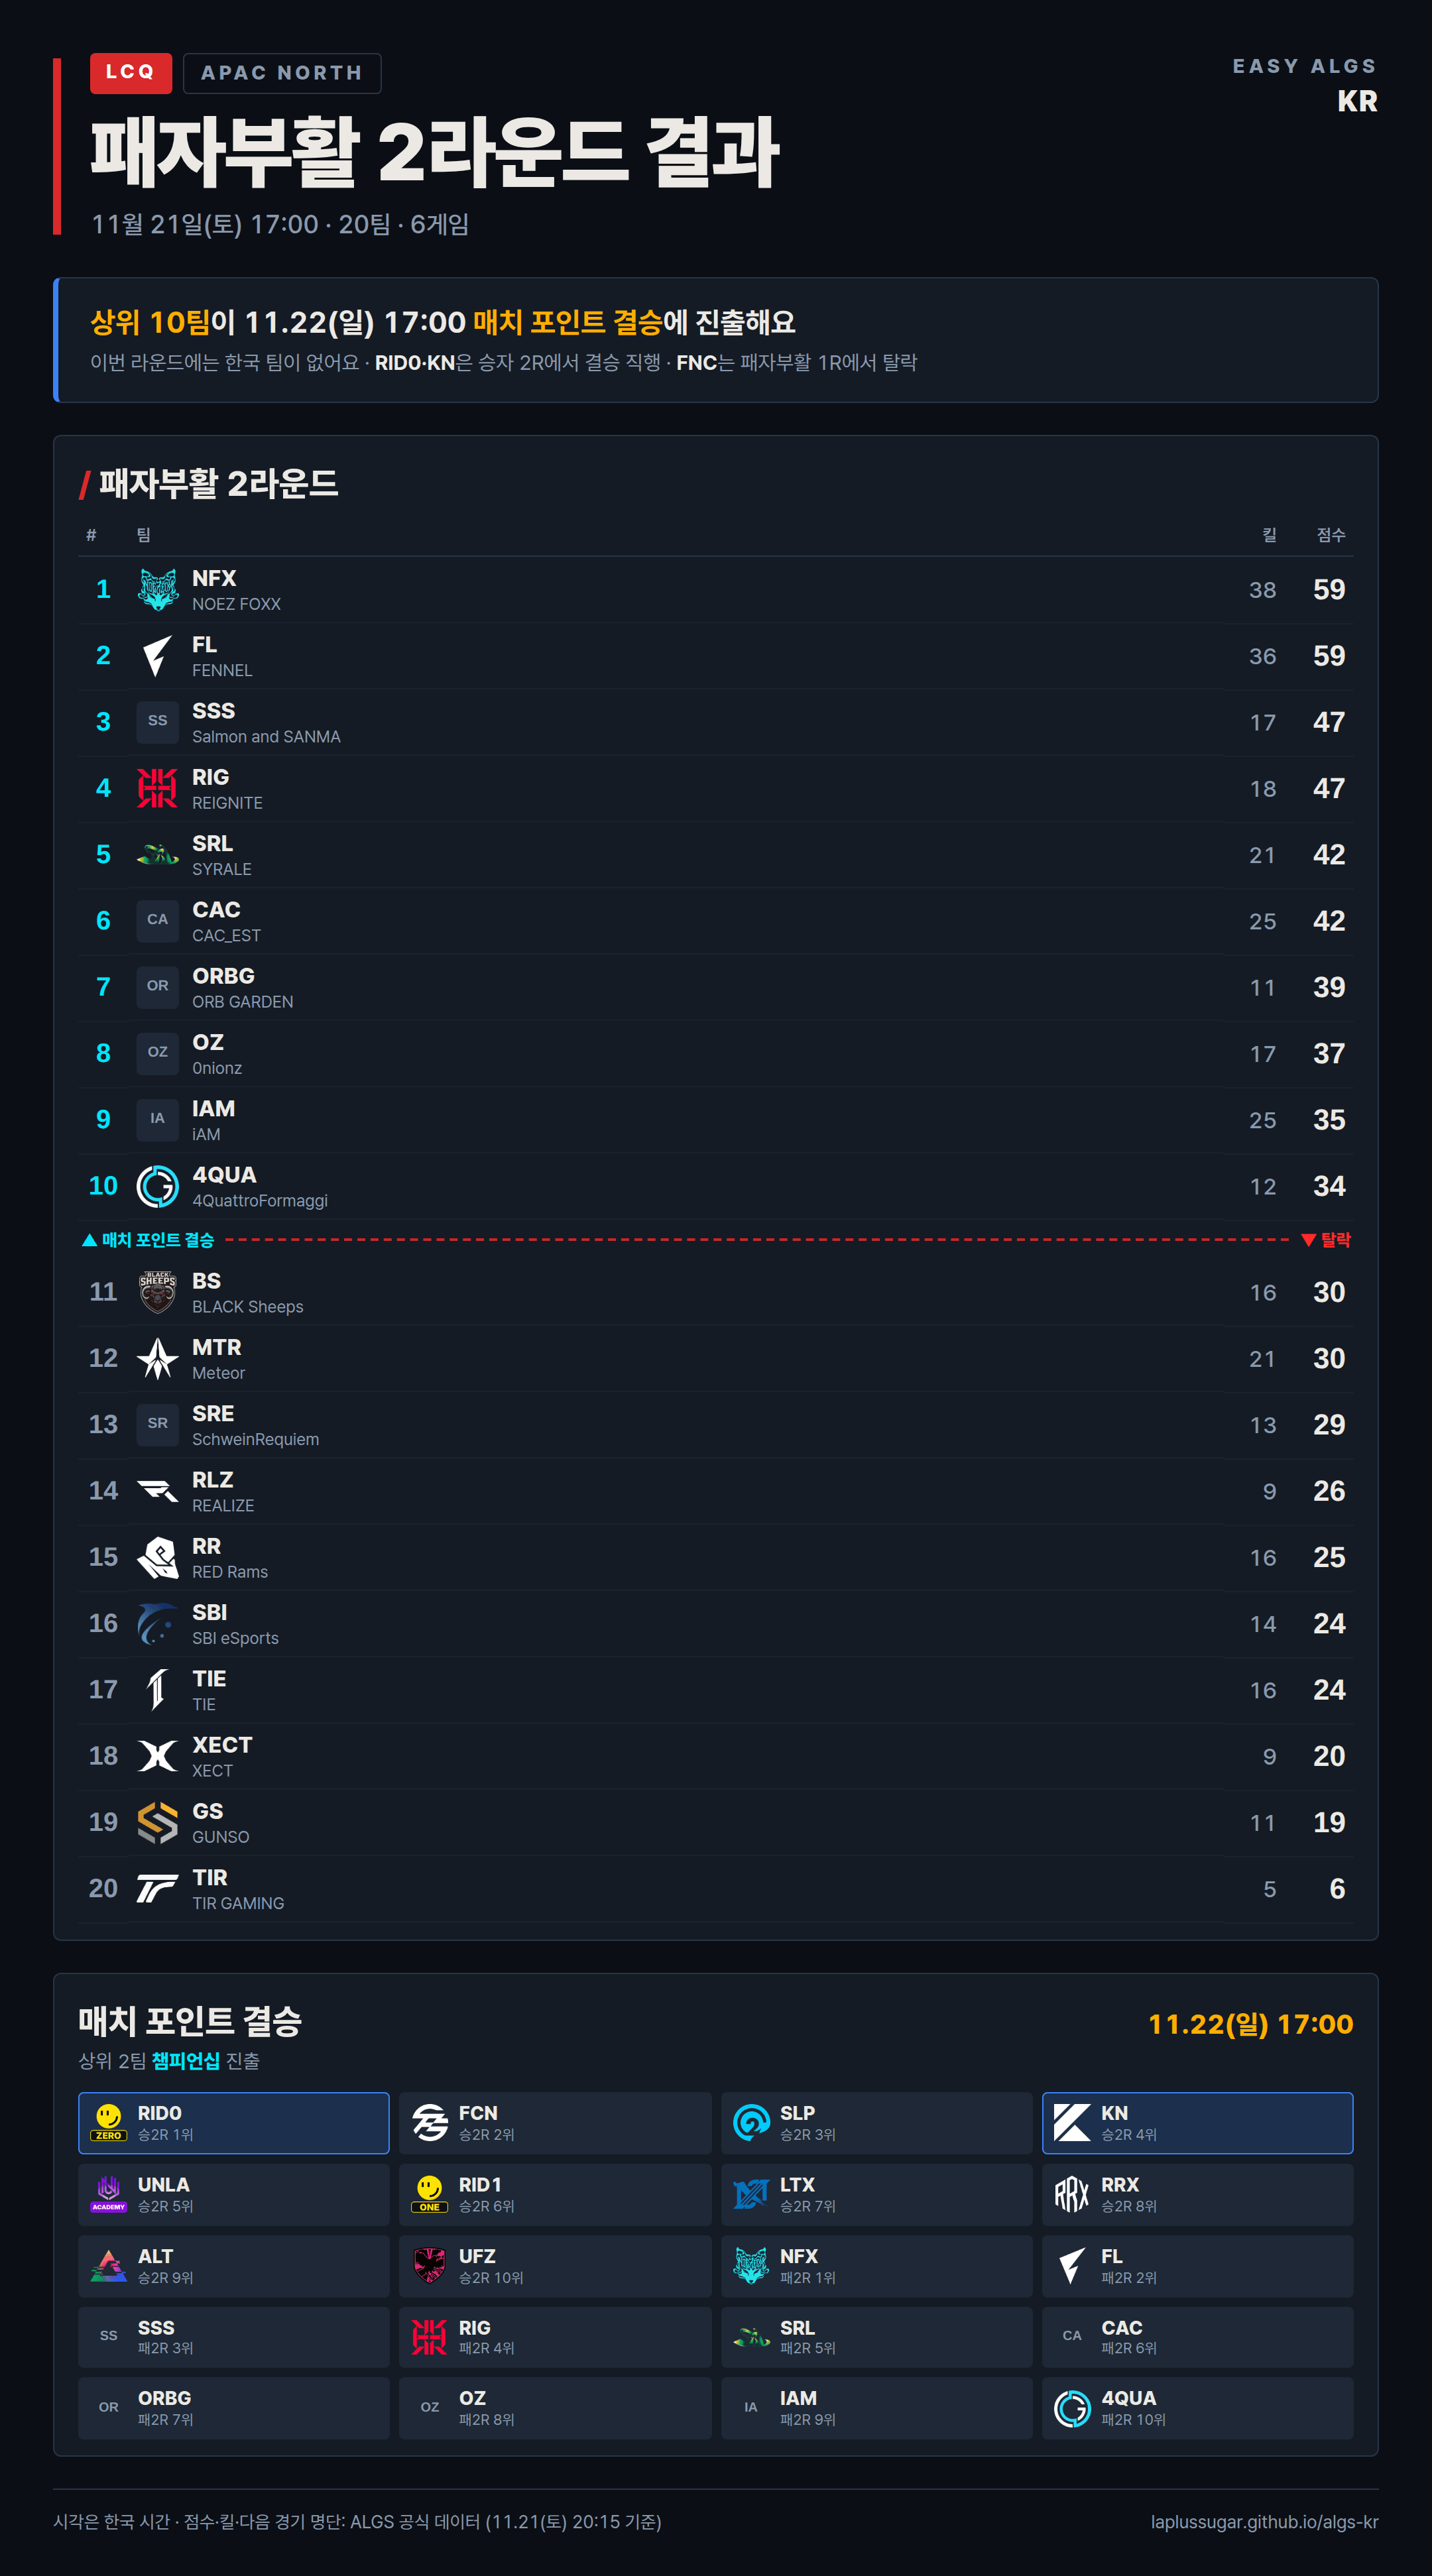 LCQ APAC NORTH
EASY ALGS
KR
패자부활 2라운드 결과
11월 21일(토) 17:00 · 20팀 · 6게임
상위 10팀이 11.22(일) 17:00 매치 포인트 결승에 진출해요
이번 라운드에는 한국 팀이 없어요 · RID0·KN은 승자 2R에서 결승 직행 · FNC는 패자부활 1R에서 탈락
/ 패자부활 2라운드
# 팀 킬 점수
1 NFX 38 59
NOEZ FOXX
2 FL 36 59
FENNEL
3 SS SSS 17 47
Salmon and SANMA
4 RIG 18 47
REIGNITE
5 SRL 21 42
SYRALE
6 CA CAC 25 42
CAC_EST
7 OR ORBG 11 39
ORB GARDEN
8 OZ OZ 17 37
0nionz
9 IA IAM 25 35
iAM
10 4QUA 12 34
4QuattroFormaggi
▲ 매치 포인트 결승 ▼ 탈락
11 BLACK SHEEPS BS 16 30
BLACK Sheeps
12 MTR 21 30
Meteor
13 SR SRE 13 29
SchweinRequiem
14 RLZ 9 26
REALIZE
15 RR 16 25
RED Rams
16 SBI 14 24
SBI eSports
17 TIE 16 24
TIE
18 XECT 9 20
XECT
19 GS 11 19
GUNSO
20 TIR 5 6
TIR GAMING
매치 포인트 결승 11.22(일) 17:00
상위 2팀 챔피언십 진출
RID0 FCN SLP KN
ZERO 승2R 1위 승2R 2위 승2R 3위 승2R 4위
UNLA RID1 LTX RRX RRX
ACADEMY 승2R 5위 ONE 승2R 6위 승2R 7위 승2R 8위
ALT UFZ NFX FL
승2R 9위 승2R 10위 패2R 1위 패2R 2위
SS SSS RIG SRL CA CAC
패2R 3위 패2R 4위 패2R 5위 패2R 6위
OR ORBG OZ OZ IA IAM 4QUA
패2R 7위 패2R 8위 패2R 9위 패2R 10위
시각은 한국 시간 · 점수·킬·다음 경기 명단: ALGS 공식 데이터 (11.21(토) 20:15 기준)
laplussugar.github.io/algs-kr